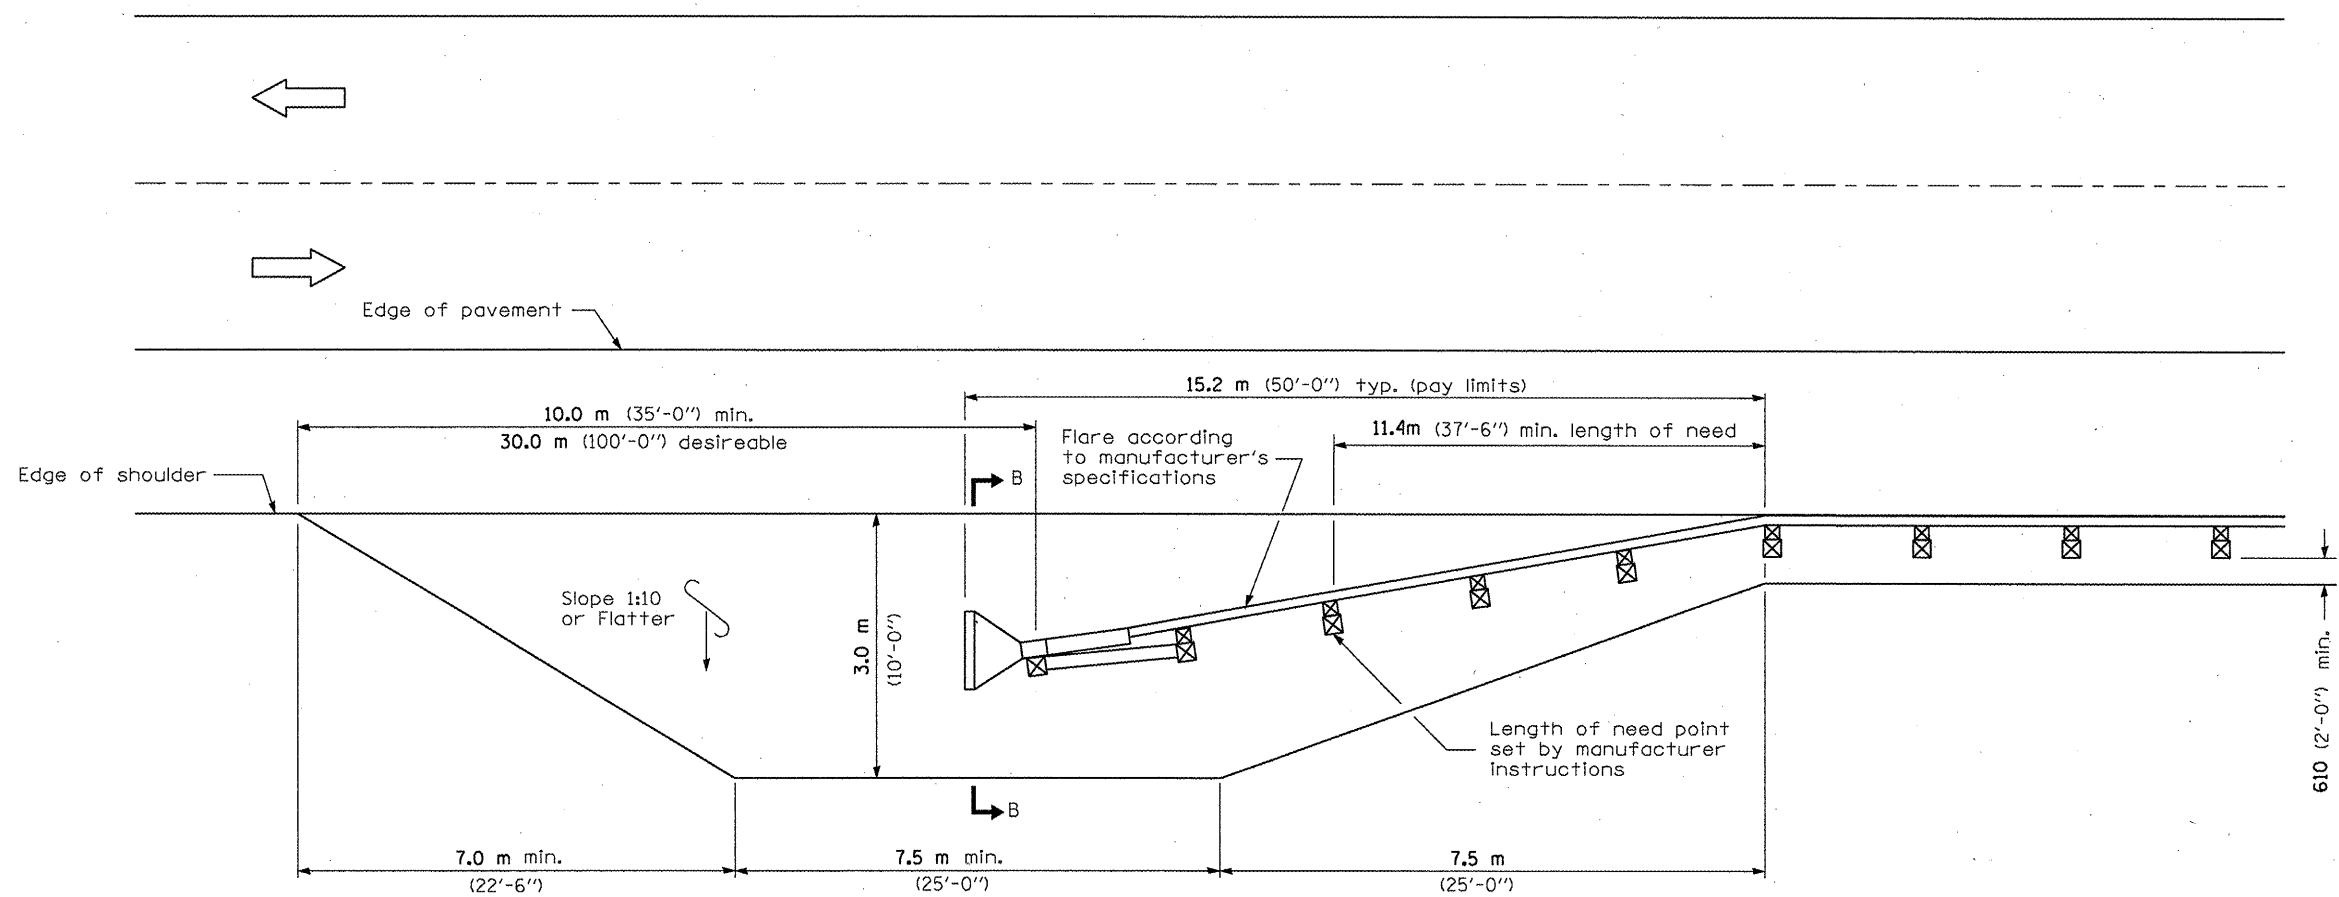 Edge of pavement
15.2 m (50'-0") typ. (pay limits)
10.0 m (35'-0") min.
30.0 m (100'-0") desireable
Flare according
to manufacturer's
specifications
11.4m (37'-6") min. length of need
Edge of shoulder
B
Slope 1:10
or Flatter
3.0 m
(10'-0")
610 (2'-0") min.
Length of need point
set by manufacturer
instructions
B
7.0 m min.
(22'-6")
7.5 m min.
(25'-0")
7.5 m
(25'-0")